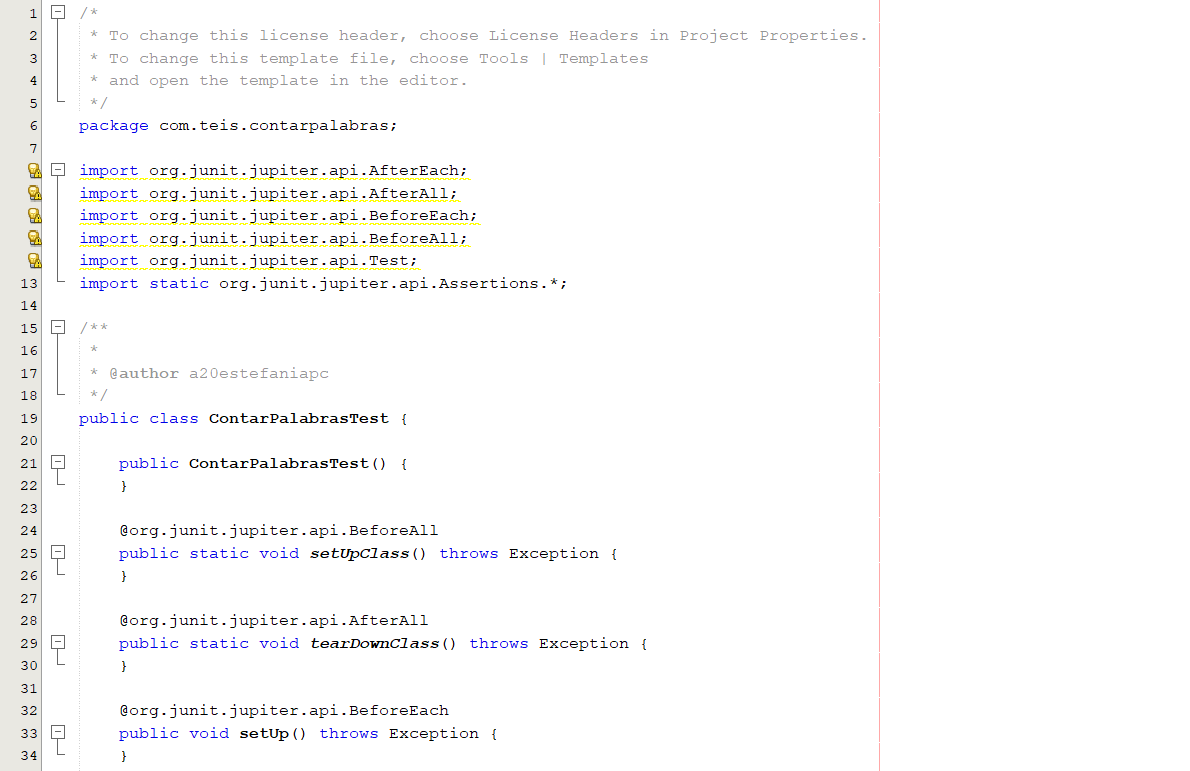 1 /*
2  * To change this license header, choose License Headers in Project Properties.
3  * To change this template file, choose Tools | Templates
4  * and open the template in the editor.
5  */
6 package com.teis.contarpalabras;
7
import org.junit.jupiter.api.AfterEach;
import org.junit.jupiter.api.AfterAll;
import org.junit.jupiter.api.BeforeEach;
import org.junit.jupiter.api.BeforeAll;
import org.junit.jupiter.api.Test;
13 import static org.junit.jupiter.api.Assertions.*;
14
15 /**
16  *
17  * @author a20estefaniapc
18  */
19 public class ContarPalabrasTest {
20
21     public ContarPalabrasTest() {
22     }
23
24     @org.junit.jupiter.api.BeforeAll
25     public static void setUpClass() throws Exception {
26     }
27
28     @org.junit.jupiter.api.AfterAll
29     public static void tearDownClass() throws Exception {
30     }
31
32     @org.junit.jupiter.api.BeforeEach
33     public void setUp() throws Exception {
34     }